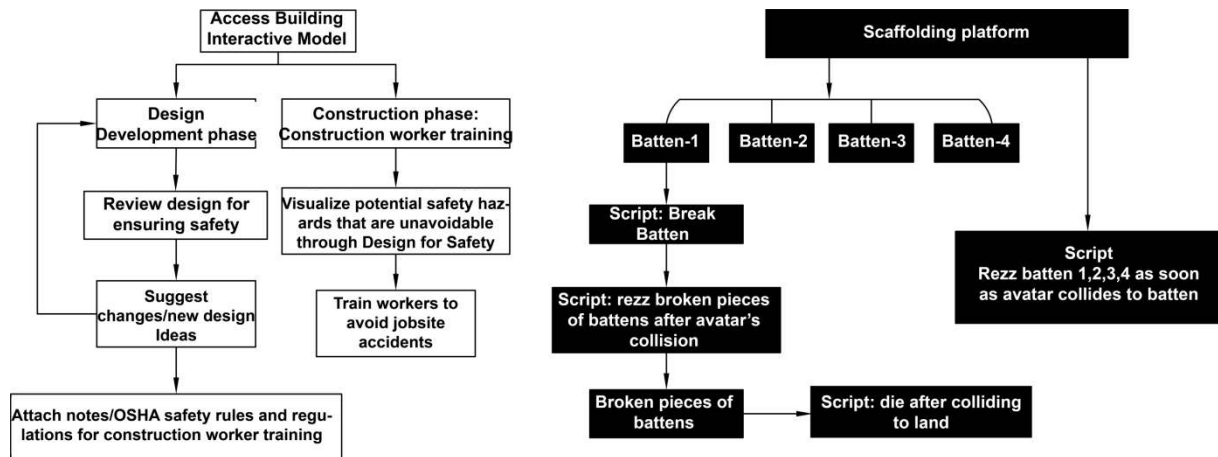 Access Building
Interactive Model
Design
Development phase
Construction phase:
Construction worker training
Review design for
ensuring safety
Visualize potential safety haz-
ards that are unavoidable
through Design for Safety
Suggest
changes/new design
Ideas
Train workers to
avoid jobsite
accidents
Attach notes/OSHA safety rules and regu-
lations for construction worker training
Scaffolding platform
Batten-1
Batten-2
Batten-3
Batten-4
Script: Break
Batten
Script
Rezz batten 1,2,3,4 as soon
as avatar collides to batten
Script: rezz broken pieces
of battens after avatar's
collision
Broken pieces of
battens
Script: die after colliding
to land